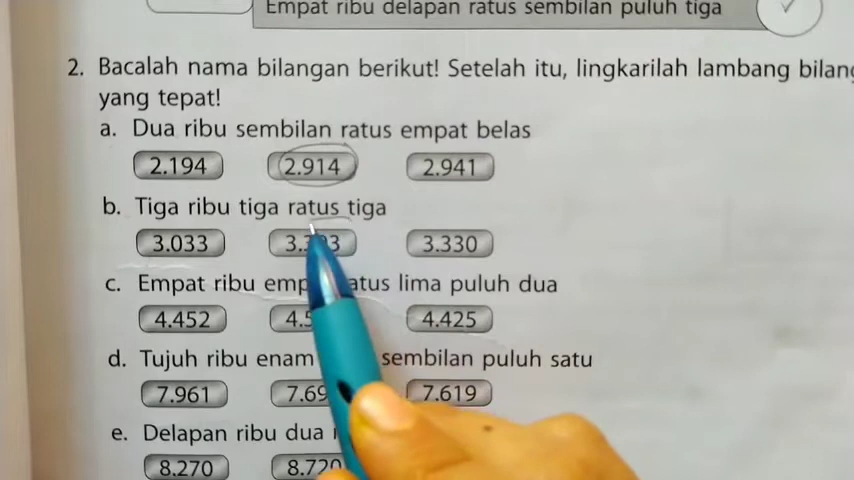 Empat ribu delapan ratus sembilan puluh tiga
2. Bacalah nama bilangan berikut! Setelah itu, lingkarilah lambang bilang
yang tepat!
a. Dua ribu sembilan ratus empat belas
2.194 2.914 2.941
b. Tiga ribu tiga ratus tiga
3.033 3.330
c. Empat ribu lima puluh dua
4.452 4.425
d. Tujuh ribu enam sembilan puluh satu
7.961 7.619
e. Delapan ribu dua
8.270 8.720